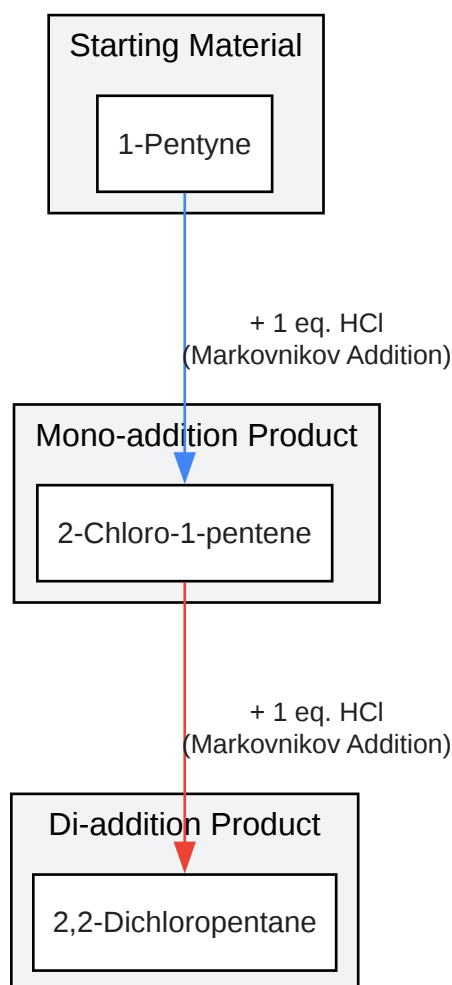 Starting Material
1-Pentyne
+ 1 eq. HCl
(Markovnikov Addition)
Mono-addition Product
2-Chloro-1-pentene
+ 1 eq. HCl
(Markovnikov Addition)
Di-addition Product
2,2-Dichloropentane